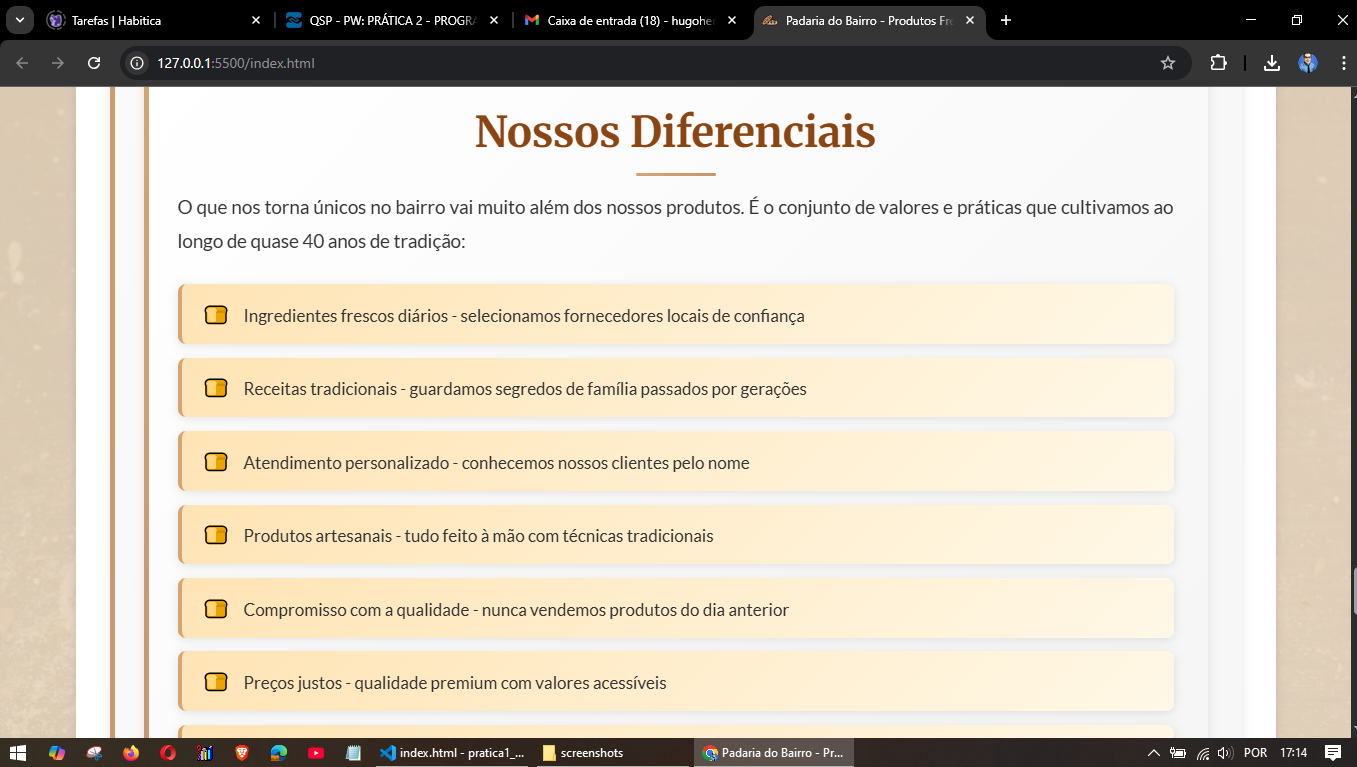 Tarefas | Habitica
QSP - PW: PRÁTICA 2 - PROGRA
Caixa de entrada (18) - hugoher
Padaria do Bairro - Produtos Fre
127.0.0.1:5500/index.html
Nossos Diferenciais
O que nos torna únicos no bairro vai muito além dos nossos produtos. É o conjunto de valores e práticas que cultivamos ao
longo de quase 40 anos de tradição:
Ingredientes frescos diários - selecionamos fornecedores locais de confiança
Receitas tradicionais - guardamos segredos de família passados por gerações
Atendimento personalizado - conhecemos nossos clientes pelo nome
Produtos artesanais - tudo feito à mão com técnicas tradicionais
Compromisso com a qualidade - nunca vendemos produtos do dia anterior
Preços justos - qualidade premium com valores acessíveis
index.html - pratica1_...
screenshots
Padaria do Bairro - Pr...
POR
17:14